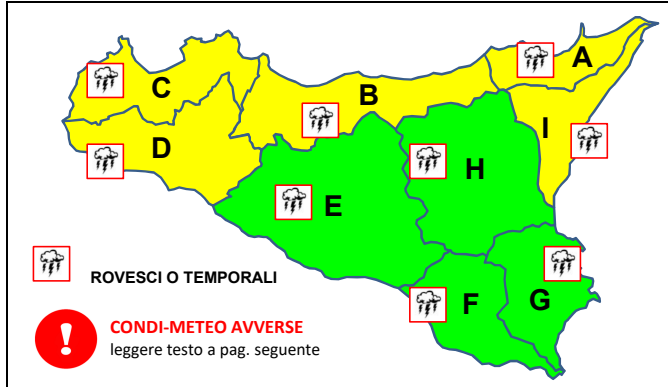 A
C
B
I
D
H
E
F
G
ROVESCI O TEMPORALI
CONDI-METEO AVVERSE
leggere testo a pag. seguente